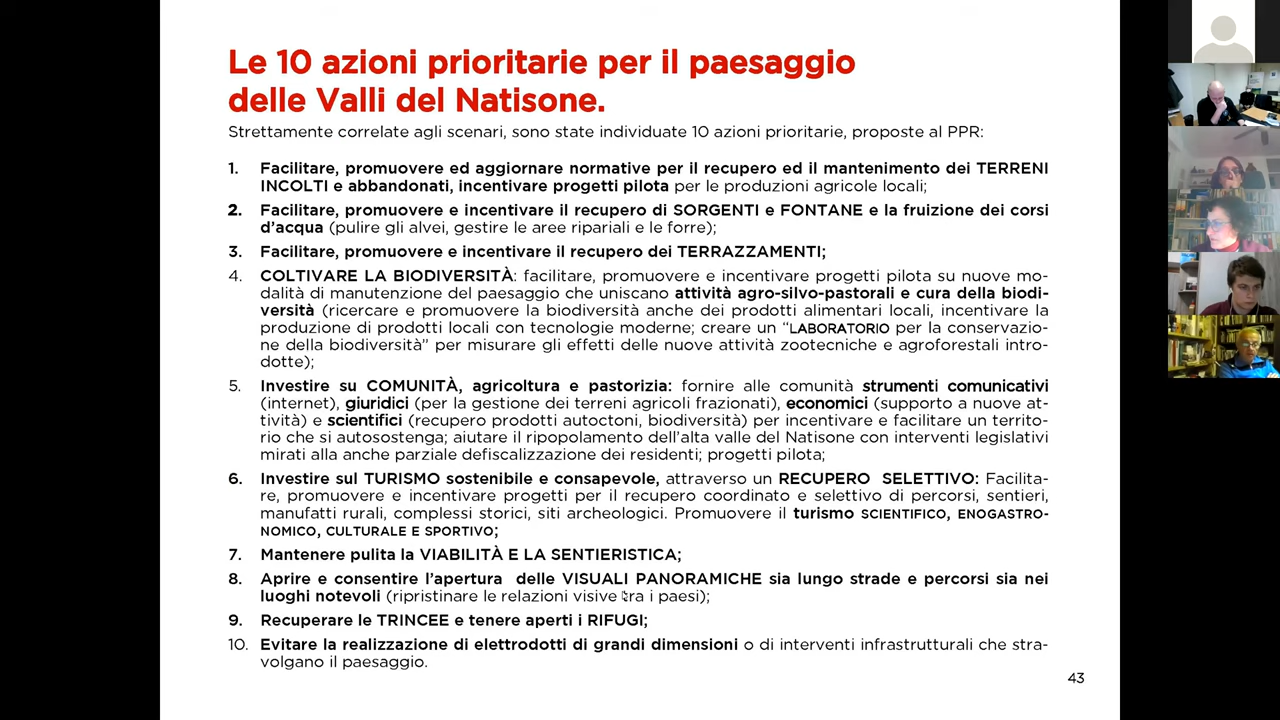 Le 10 azioni prioritarie per il paesaggio
delle Valli del Natisone.
Strettamente correlate agli scenari, sono state individuate 10 azioni prioritarie, proposte al PPR:
1. Facilitare, promuovere ed aggiornare normative per il recupero ed il mantenimento dei TERRENI
INCOLTI e abbandonati, incentivare progetti pilota per le produzioni agricole locali;
2. Facilitare, promuovere e incentivare il recupero di SORGENTI e FONTANE e la fruizione dei corsi
d'acqua (pulire gli alvei, gestire le aree ripariali e le forre);
3. Facilitare, promuovere e incentivare il recupero dei TERRAZZAMENTI;
4. COLTIVARE LA BIODIVERSITÀ: facilitare, promuovere e incentivare progetti pilota su nuove mo-
dalità di manutenzione del paesaggio che uniscano attività agro-silvo-pastorali e cura della biodi-
versità (ricercare e promuovere la biodiversità anche dei prodotti alimentari locali, incentivare la
produzione di prodotti locali con tecnologie moderne; creare un "LABORATORIO per la conservazio-
ne della biodiversità" per misurare gli effetti delle nuove attività zootecniche e agroforestali intro-
dotte);
5. Investire su COMUNITÀ, agricoltura e pastorizia: fornire alle comunità strumenti comunicativi
(internet), giuridici (per la gestione dei terreni agricoli frazionati), economici (supporto a nuove at-
tività) e scientifici (recupero prodotti autoctoni, biodiversità) per incentivare e facilitare un territo-
rio che si autosostenga; aiutare il ripopolamento dell'alta valle del Natisone con interventi legislativi
mirati alla anche parziale defiscalizzazione dei residenti; progetti pilota;
6. Investire sul TURISMO sostenibile e consapevole, attraverso un RECUPERO SELETTIVO: Facilita-
re, promuovere e incentivare progetti per il recupero coordinato e selettivo di percorsi, sentieri,
manufatti rurali, complessi storici, siti archeologici. Promuovere il turismo SCIENTIFICO, ENOGASTRO-
NOMICO, CULTURALE E SPORTIVO;
7. Mantenere pulita la VIABILITÀ E LA SENTIERISTICA;
8. Aprire e consentire l'apertura delle VISUALI PANORAMICHE sia lungo strade e percorsi sia nei
luoghi notevoli (ripristinare le relazioni visive tra i paesi);
9. Recuperare le TRINCEE e tenere aperti i RIFUGI;
10. Evitare la realizzazione di elettrodotti di grandi dimensioni o di interventi infrastrutturali che stra-
volgano il paesaggio.
43